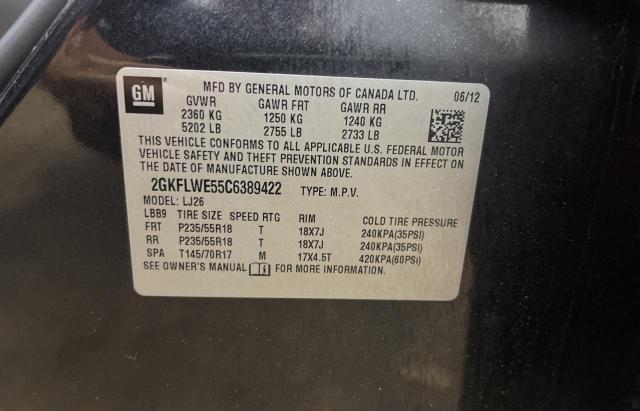 GM
MFD BY GENERAL MOTORS OF CANADA LTD. 06/12
GVWR GAWR FRT GAWR RR
2360 KG 1250 KG 1240 KG
5202 LB 2755 LB 2733 LB
THIS VEHICLE CONFORMS TO ALL APPLICABLE U.S. FEDERAL MOTOR
VEHICLE SAFETY AND THEFT PREVENTION STANDARDS IN EFFECT ON
THE DATE OF MANUFACTURE SHOWN ABOVE.
2GKFLWE55C6389422 TYPE: M.P.V.
MODEL: LJ26
LBB9 TIRE SIZE SPEED RTG RIM COLD TIRE PRESSURE
FRT P235/55R18 T 18X7J 240KPA(35PSI)
RR P235/55R18 T 18X7J 240KPA(35PSI)
SPA T145/70R17 M 17X4.5T 420KPA(60PSI)
SEE OWNER'S MANUAL FOR MORE INFORMATION.